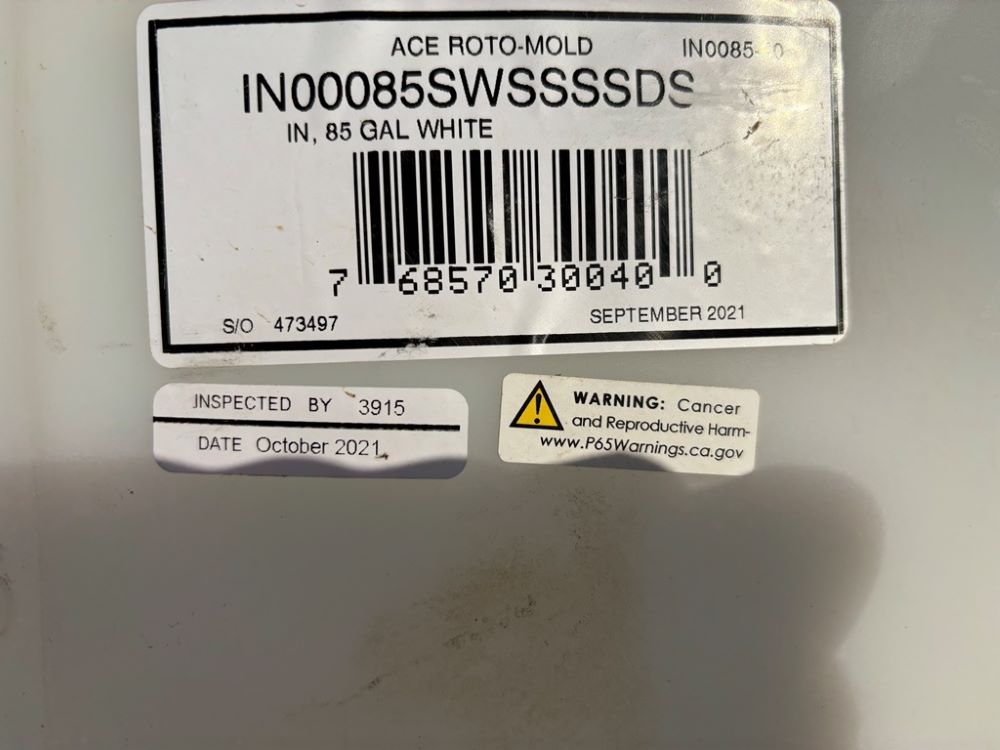 ACE ROTO-MOLD
IN00085SWSSSSDS
IN, 85 GAL WHITE
7 68570 30040 0
S/O 473497
SEPTEMBER 2021
INSPECTED BY 3915
DATE October 2021
WARNING: Cancer
and Reproductive Harm-
www.P65Warnings.ca.gov